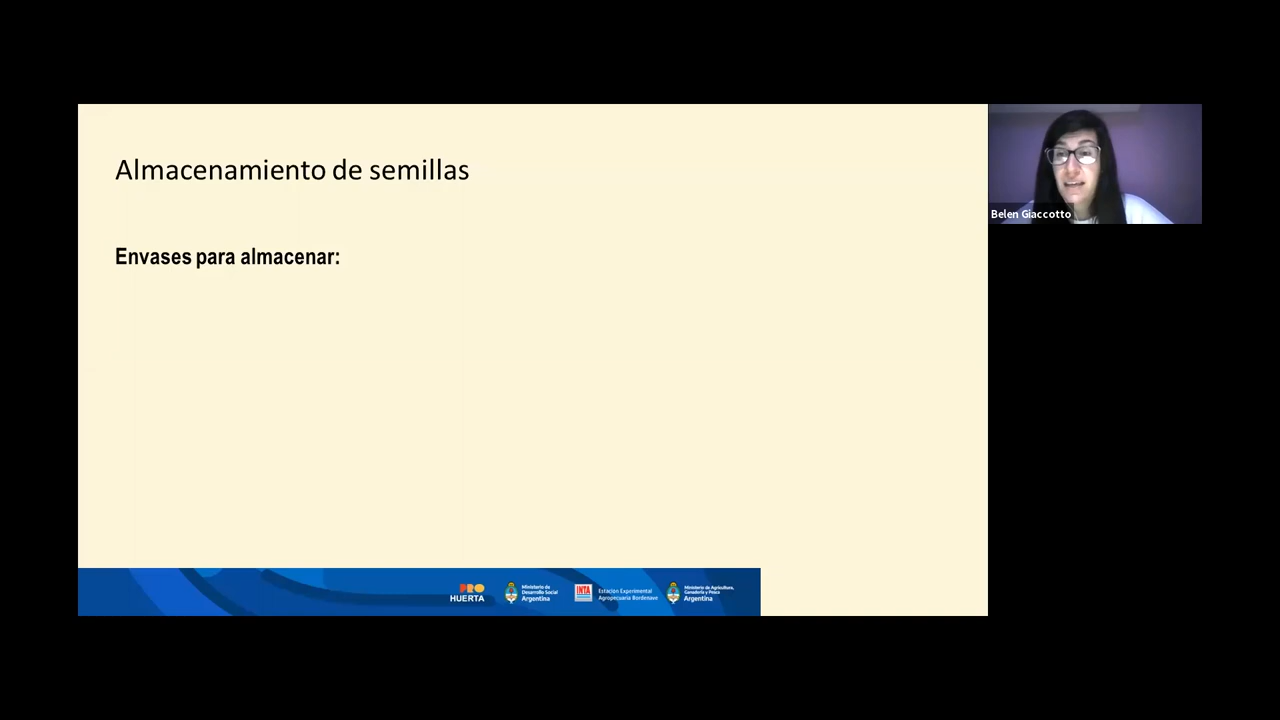 Almacenamiento de semillas
Envases para almacenar:
Belen Giaccotto
PRO
HUERTA
Ministerio de
Desarrollo Social
Argentina
INTA
Estación Experimental
Agropecuaria Bordenave
Ministerio de Agricultura,
Ganadería y Pesca
Argentina